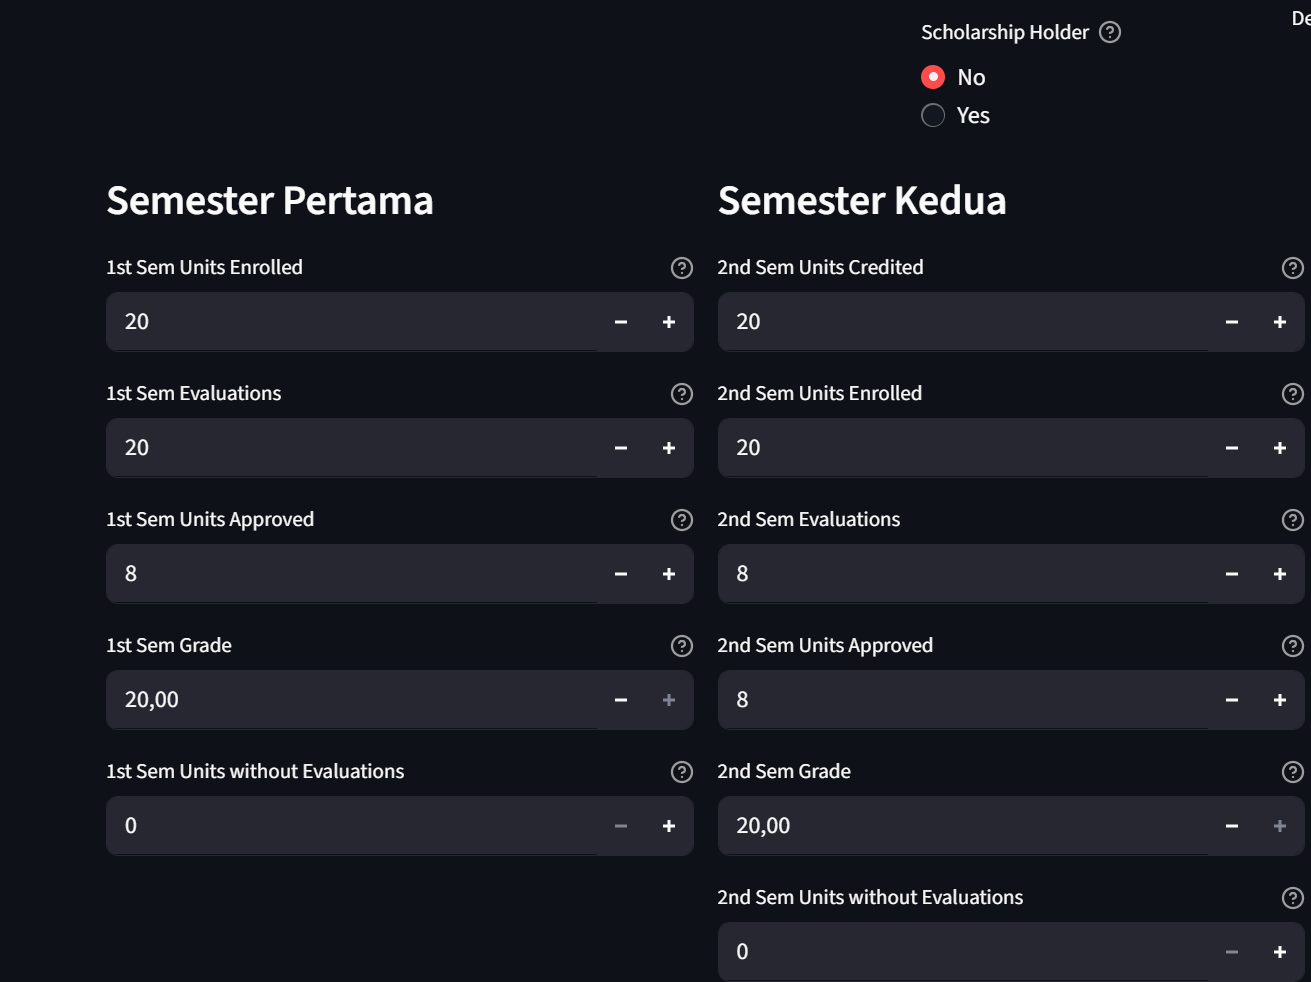 De
Scholarship Holder
No
Yes
Semester Pertama
1st Sem Units Enrolled
20
1st Sem Evaluations
20
1st Sem Units Approved
8
1st Sem Grade
20,00
1st Sem Units without Evaluations
0
Semester Kedua
2nd Sem Units Credited
20
2nd Sem Units Enrolled
20
2nd Sem Evaluations
8
2nd Sem Units Approved
8
2nd Sem Grade
20,00
2nd Sem Units without Evaluations
0